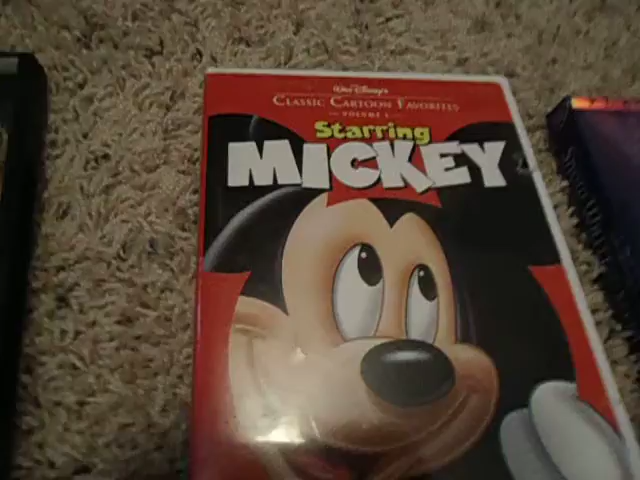 Walt Disney's
CLASSIC CARTOON FAVORITES
VOLUME 1
Starring
MICKEY